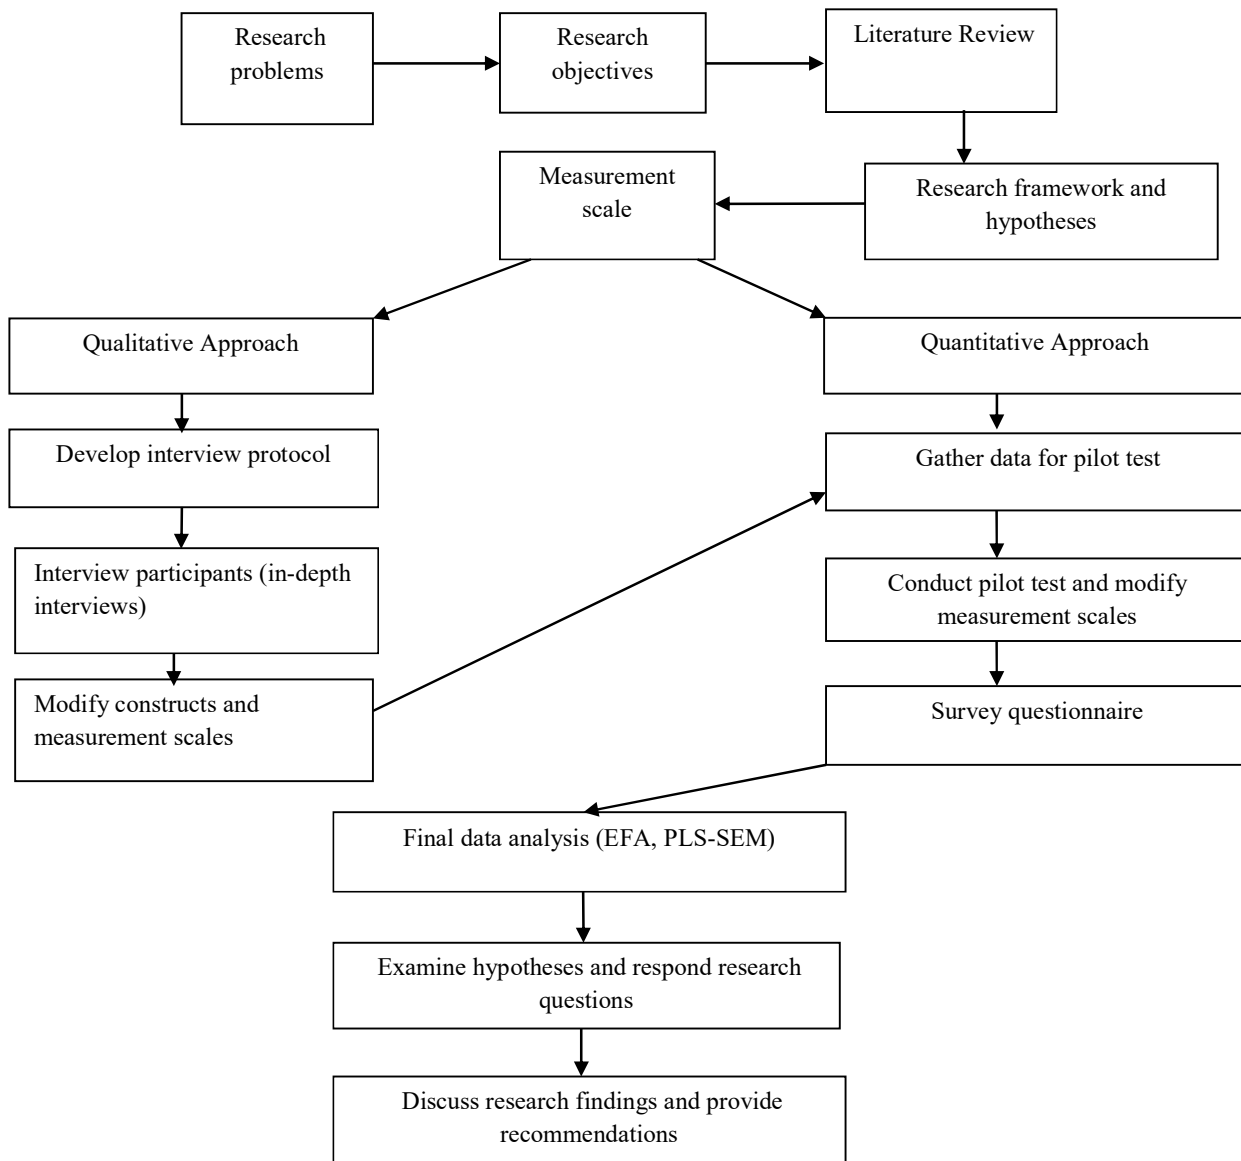 Research
problems
Research
objectives
Literature Review
Measurement
scale
Research framework and
hypotheses
Qualitative Approach
Quantitative Approach
Develop interview protocol
Gather data for pilot test
Interview participants (in-depth
interviews)
Conduct pilot test and modify
measurement scales
Modify constructs and
measurement scales
Survey questionnaire
Final data analysis (EFA, PLS-SEM)
Examine hypotheses and respond research
questions
Discuss research findings and provide
recommendations